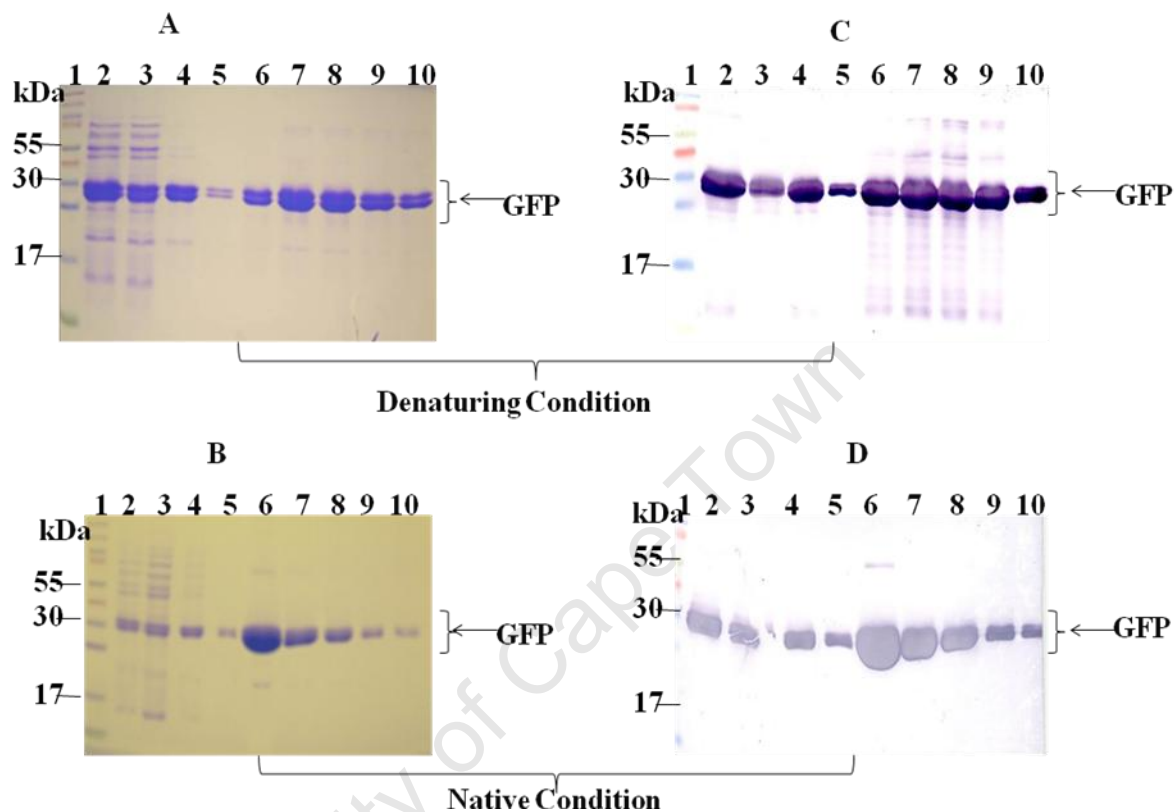 A
1 2 3 4 5 6 7 8 9 10
kDa
55
30
17
GFP
C
1 2 3 4 5 6 7 8 9 10
kDa
55
30
17
GFP
Denaturing Condition
B
1 2 3 4 5 6 7 8 9 10
kDa
55
30
17
GFP
D
1 2 3 4 5 6 7 8 9 10
kDa
55
30
17
GFP
Native Condition
ity of Cape Town